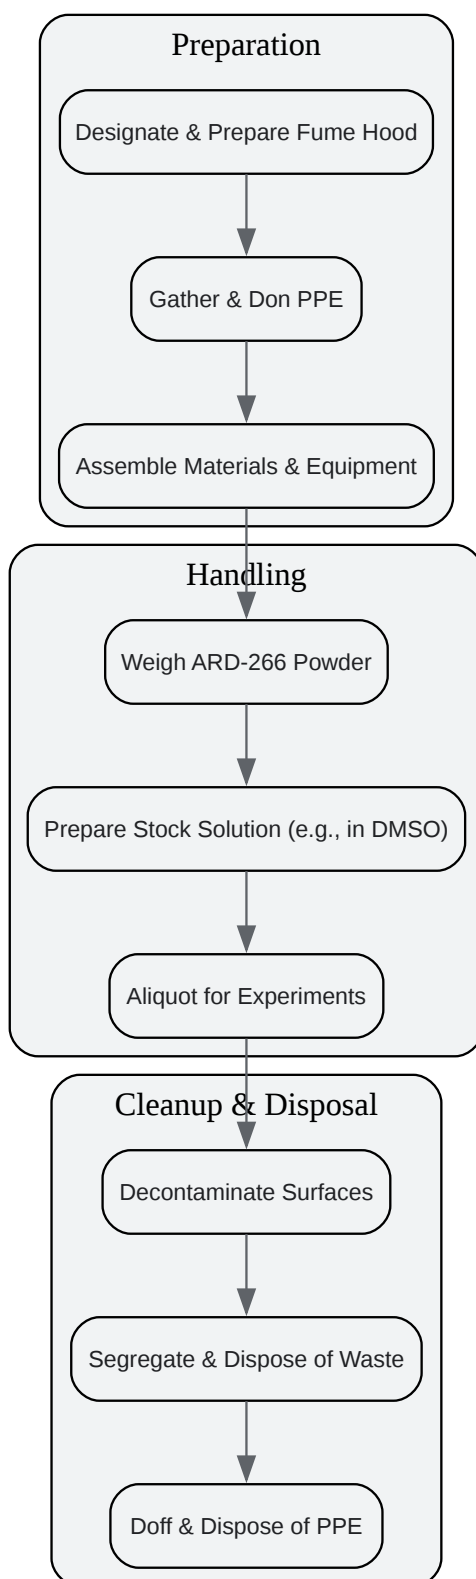 Preparation
Designate & Prepare Fume Hood
Gather & Don PPE
Assemble Materials & Equipment
Handling
Weigh ARD-266 Powder
Prepare Stock Solution (e.g., in DMSO)
Aliquot for Experiments
Cleanup & Disposal
Decontaminate Surfaces
Segregate & Dispose of Waste
Doff & Dispose of PPE